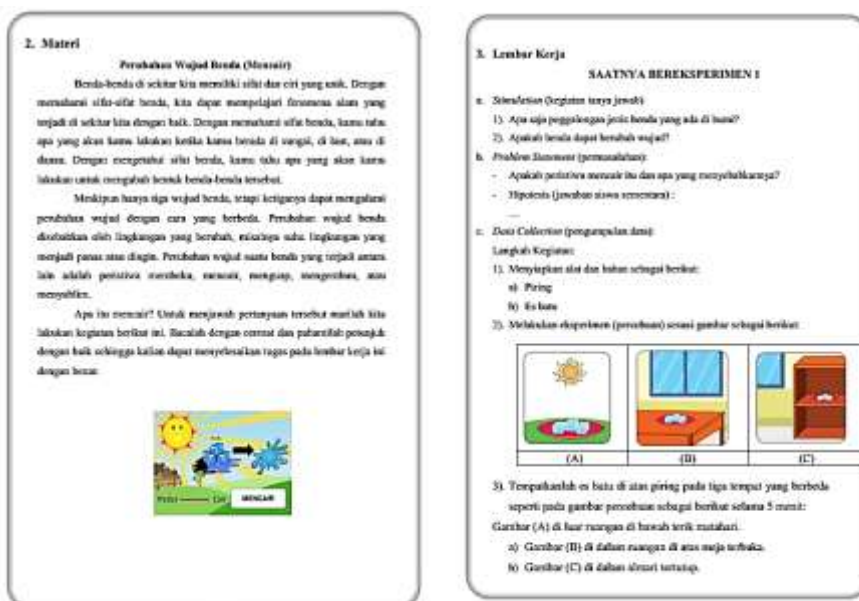 2. Materi
Perubahan Wujud Benda (Mencair)
Benda-benda di sekitar kita memiliki sifat dan ciri yang unik. Dengan
memahami sifat-sifat benda, kita dapat mempelajari fenomena alam yang
terjadi di sekitar kita dengan baik. Dengan memahami sifat benda, kamu tahu
apa yang akan kamu lakukan ketika kamu berada di sungai, di laut, atau di
danau. Dengan mengetahui sifat benda, kamu tahu apa yang akan kamu
lakukan untuk mengubah bentuk benda-benda tersebut.
Meskipun hanya tiga wujud benda, tetapi ketiganya dapat mengalami
perubahan wujud dengan cara yang berbeda. Perubahan wujud benda
disebabkan oleh lingkungan yang berubah, misalnya suhu lingkungan yang
menjadi panas atau dingin. Perubahan wujud suatu benda yang terjadi antara
lain adalah peristiwa membeku, mencair, menguap, mengembun, atau
menyublim.
Apa itu mencair? Untuk menjawab pertanyaan tersebut marilah kita
lakukan kegiatan berikut ini. Bacalah dengan cermat dan pahamilah petunjuk
dengan baik sehingga kalian dapat menyelesaikan tugas pada lembar kerja ini
dengan benar.
Padat Cair MENCAIR
3. Lembar Kerja
SAATNYA BEREKSPERIMEN 1
a. Stimulation (kegiatan tanya jawab)
1). Apa saja penggolongan jenis benda yang ada di bumi?
2). Apakah benda dapat berubah wujud?
b. Problem Statement (permasalahan):
- Apakah peristiwa mencair itu dan apa yang menyebabkannya?
- Hipotesis (jawaban siswa sementara) :
....
c. Data Collection (pengumpulan data):
Langkah Kegiatan:
1). Menyiapkan alat dan bahan sebagai berikut:
a) Piring
b) Es batu
2). Melakukan eksperimen (percobaan) sesuai gambar sebagai berikut:
(A) (B) (C)
3). Tempatkanlah es batu di atas piring pada tiga tempat yang berbeda
seperti pada gambar percobaan sebagai berikut selama 5 menit:
Gambar (A) di luar ruangan di bawah terik matahari.
a) Gambar (B) di dalam ruangan di atas meja terbuka.
b) Gambar (C) di dalam almari tertutup.